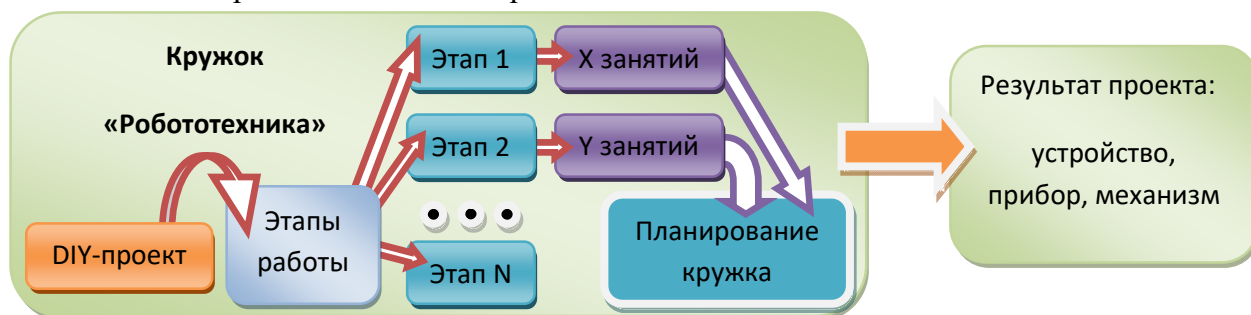 Кружок
«Робототехника»
DIY-проект
Этапы
работы
Этап 1
Х занятий
Этап 2
Y занятий
Этап N
Планирование
кружка
Результат проекта:
устройство,
прибор, механизм